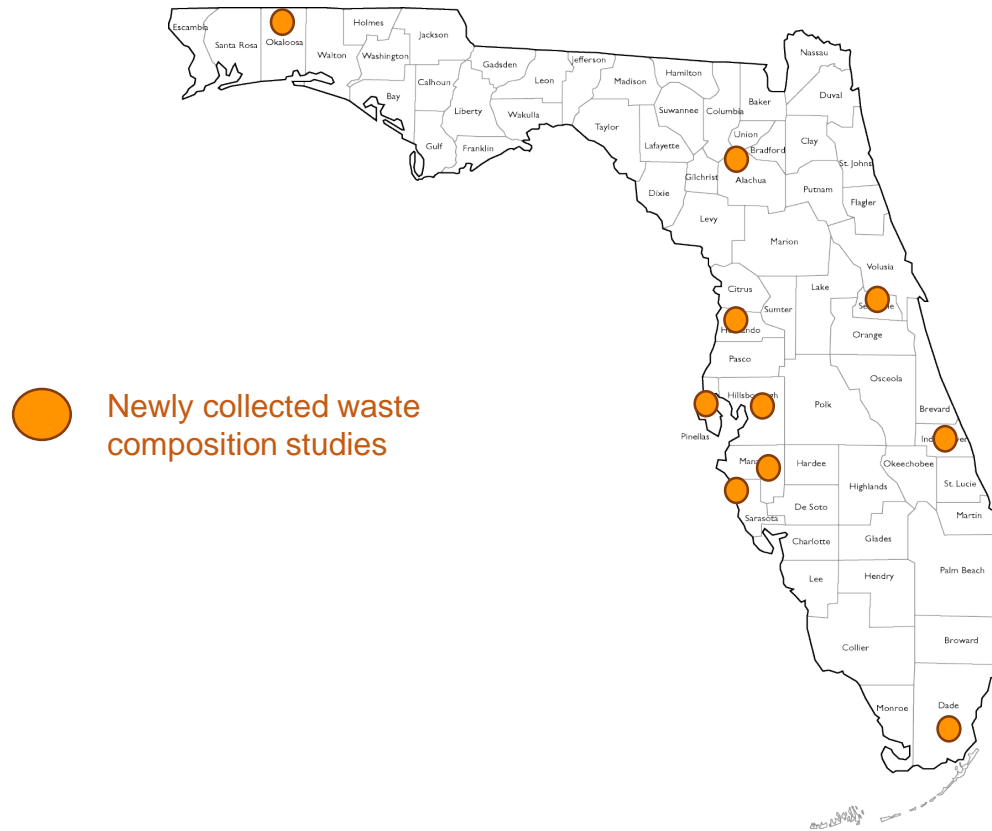 Holmes
Escambia
Jackson
Santa Rosa
Okaloosa
Walton
Washington
Nassau
Jefferson
Gadsden
Leon
Madison
Hamilton
Calhoun
Bay
Liberty
Wakulla
Suwannee
Columbia
Baker
Duval
Taylor
Union
Gulf
Franklin
Lafayette
Bradford
Clay
St. Johns
Gilchrist
Alachua
Dixie
Putnam
Flagler
Levy
Marion
Volusia
Citrus
Lake
Sumter
Orange
Pasco
Osceola
Hillsborough
Polk
Brevard
Newly collected waste
composition studies
Pinellas
Hardee
Okeechobee
Highlands
St. Lucie
De Soto
Sarasota
Martin
Charlotte
Glades
Lee
Hendry
Palm Beach
Collier
Broward
Monroe
Dade